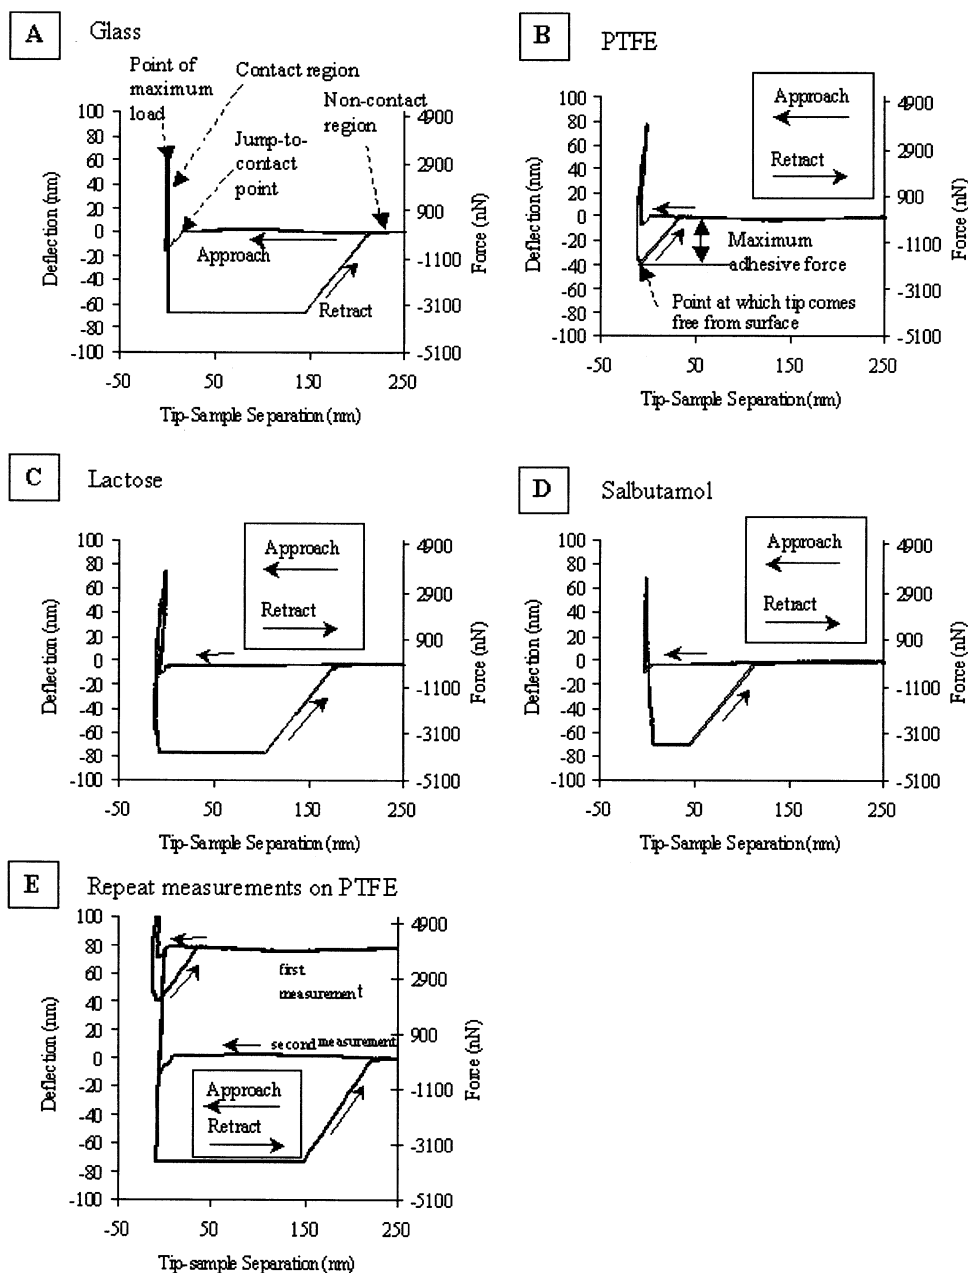 A
Glass
Point of
maximum
load
Contact region
Non-contact
region
Jump-to-
contact
point
Approach
Retract
100
80
60
40
20
0
-20
-40
-60
-80
-100
4900
2900
900
-1100
-3100
-5100
-50
50
150
250
Deflection (nm)
Force (nN)
Tip-Sample Separation (nm)
B
PTFE
Approach
Retract
Maximum
adhesive force
Point at which tip comes
free from surface
100
80
60
40
20
0
-20
-40
-60
-80
-100
4900
2900
900
-1100
-3100
-5100
-50
50
150
250
Deflection (nm)
Force (nN)
Tip-Sample Separation (nm)
C
Lactose
Approach
Retract
100
80
60
40
20
0
-20
-40
-60
-80
-100
4900
2900
900
-1100
-3100
-5100
-50
50
150
250
Deflection (nm)
Force (nN)
Tip-Sample Separation (nm)
D
Salbutamol
Approach
Retract
100
80
60
40
20
0
-20
-40
-60
-80
-100
4900
2900
900
-1100
-3100
-5100
-50
50
150
250
Deflection (nm)
Force (nN)
Tip-Sample Separation (nm)
E
Repeat measurements on PTFE
first
measurement
second measurement
Approach
Retract
100
80
60
40
20
0
-20
-40
-60
-80
-100
4900
2900
900
-1100
-3100
-5100
-50
50
150
250
Deflection (nm)
Force (nN)
Tip-sample Separation (nm)